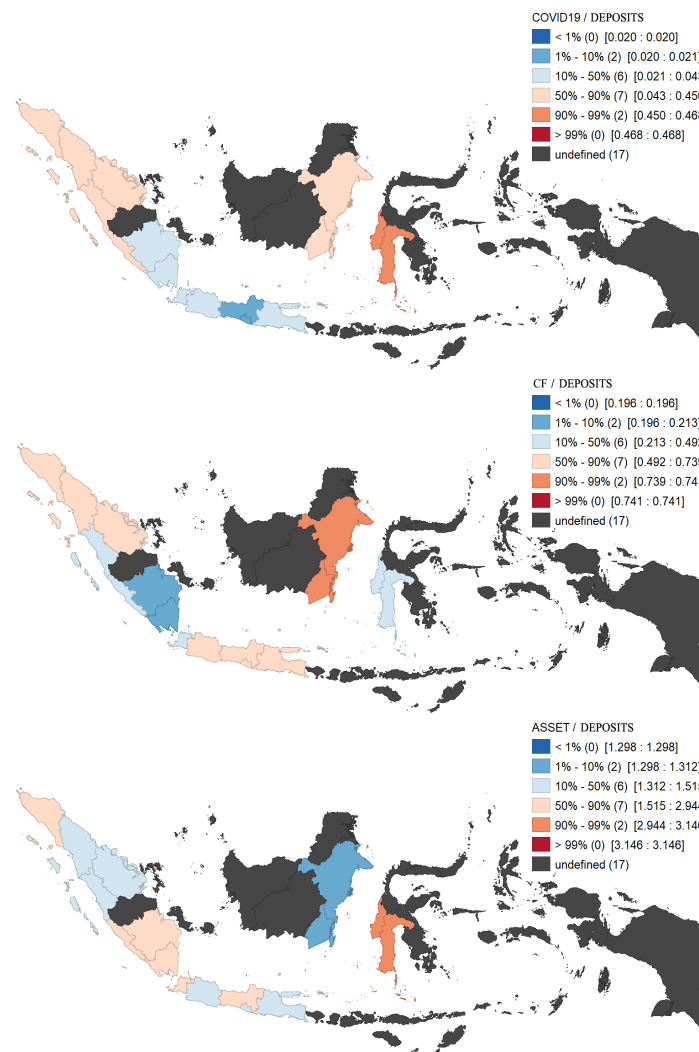 COVID19 / DEPOSITS
< 1% (0) [0.020 : 0.020]
1% - 10% (2) [0.020 : 0.021]
10% - 50% (6) [0.021 : 0.043
50% - 90% (7) [0.043 : 0.450
90% - 99% (2) [0.450 : 0.468
> 99% (0) [0.468 : 0.468]
undefined (17)
CF / DEPOSITS
< 1% (0) [0.196 : 0.196]
1% - 10% (2) [0.196 : 0.213]
10% - 50% (6) [0.213 : 0.492
50% - 90% (7) [0.492 : 0.739
90% - 99% (2) [0.739 : 0.74
> 99% (0) [0.741 : 0.741]
undefined (17)
ASSET / DEPOSITS
< 1% (0) [1.298 : 1.298]
1% - 10% (2) [1.298 : 1.312]
10% - 50% (6) [1.312 : 1.515
50% - 90% (7) [1.515 : 2.944
90% - 99% (2) [2.944 : 3.146
> 99% (0) [3.146 : 3.146]
undefined (17)